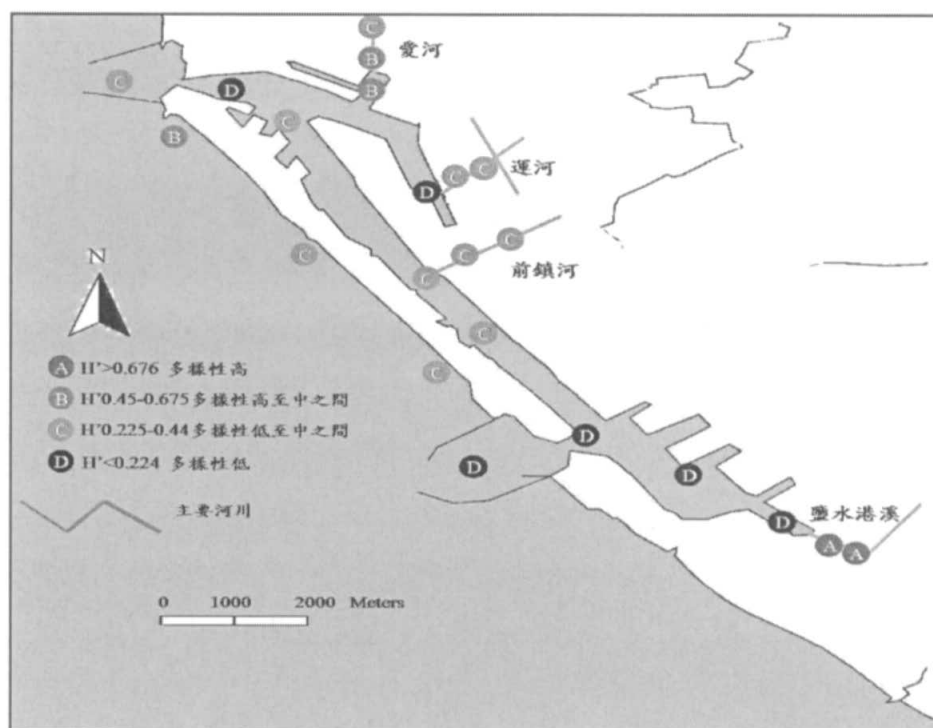 C
愛河
B
C
D
B
C
B
運河
C
C
D
C
C
C
前鎮河
C
N
C
A H'>0.676 多樣性高
C
B H'0.45-0.675多樣性高至中之間
C H'0.225-0.44多樣性低至中之間
D
D H'<0.224 多樣性低
D
D
主要河川
鹽水港溪
D
A
A
0 1000 2000 Meters